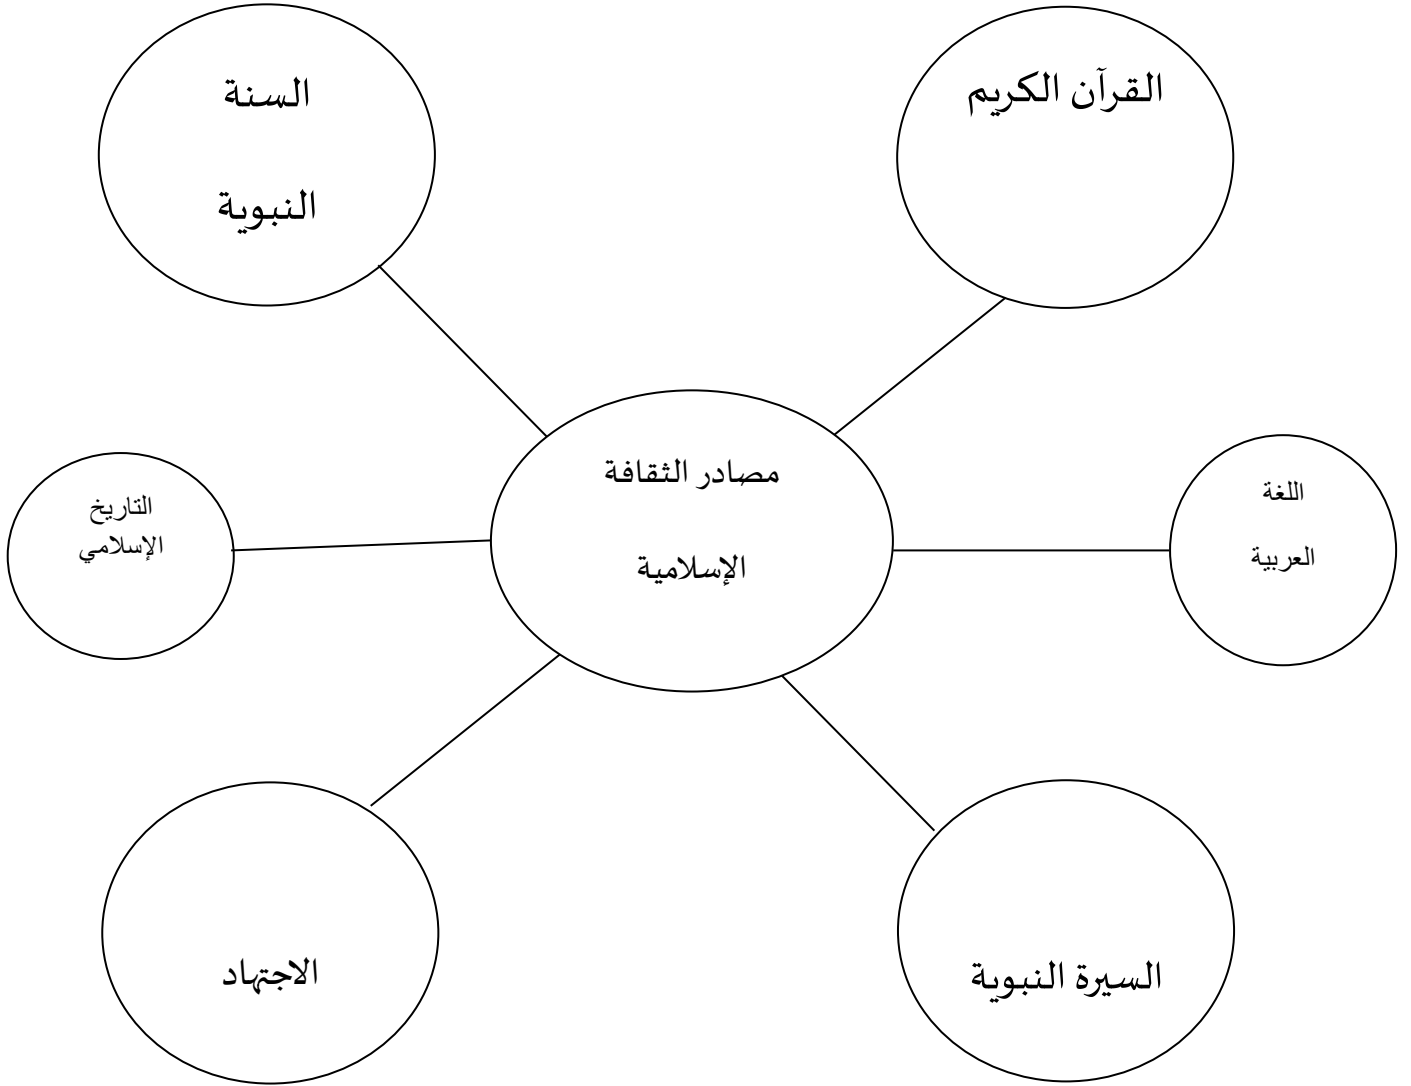 القرآن الكريم
السنة
النبوية
مصادر الثقافة
الإسلامية
اللغة
العربية
التاريخ
الإسلامي
السيرة النبوية
الاجتهاد